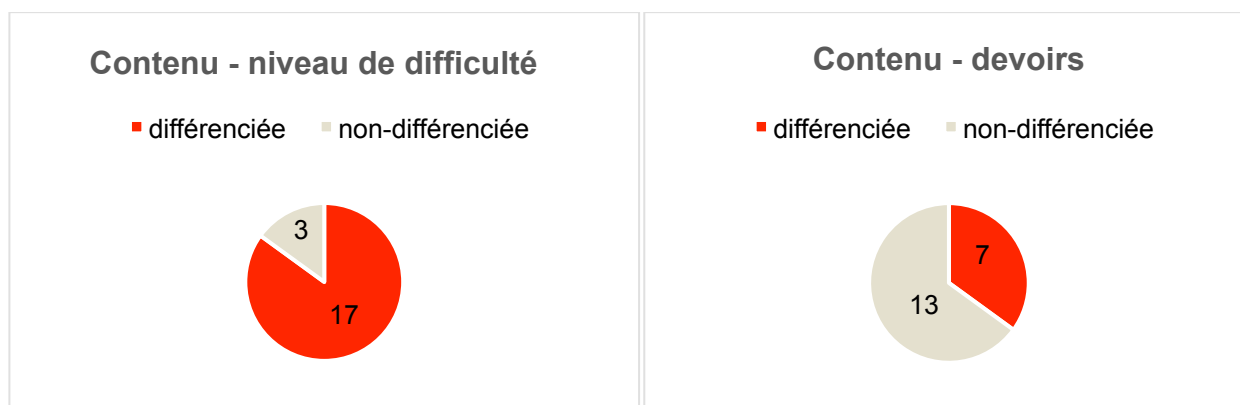 Contenu - niveau de difficulté
différenciée non-différenciée
3
17
Contenu - devoirs
différenciée non-différenciée
7
13